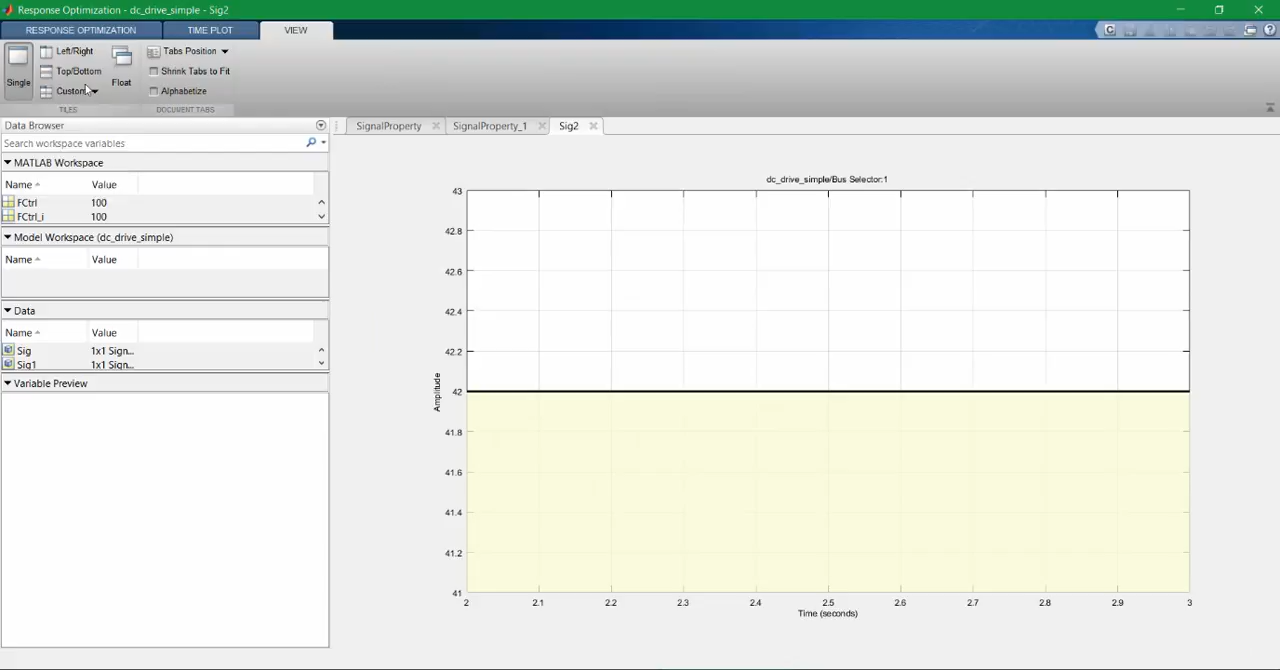 Response Optimization - dc_drive_simple - Sig2
RESPONSE OPTIMIZATION
TIME PLOT
VIEW
Single
Left/Right
Top/Bottom
Custom
Float
Tabs Position
Shrink Tabs to Fit
Alphabetize
TILES
DOCUMENT TABS
Data Browser
Search workspace variables
MATLAB Workspace
Name Value
FCtrl 100
FCtrl_i 100
Model Workspace (dc_drive_simple)
Name Value
Data
Name Value
Sig 1x1 Sign...
Sig1 1x1 Sign...
Variable Preview
SignalProperty
SignalProperty_1
Sig2
dc_drive_simple/Bus Selector:1
43
42.8
42.6
42.4
42.2
42
41.8
41.6
41.4
41.2
41
Amplitude
2 2.1 2.2 2.3 2.4 2.5 2.6 2.7 2.8 2.9 3
Time (seconds)